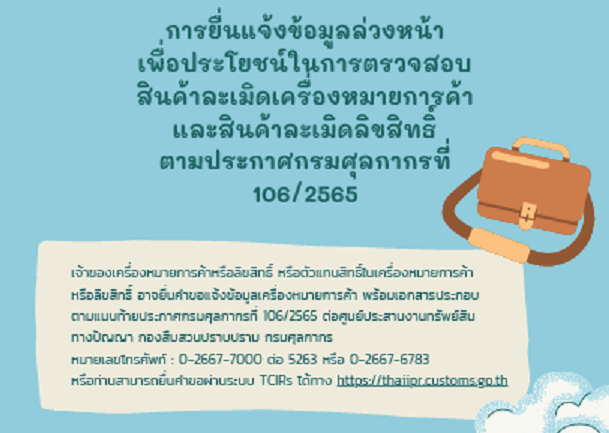 การยื่นแจ้งข้อมูลล่วงหน้า
เพื่อประโยชน์ในการตรวจสอบ
สินค้าละเมิดเครื่องหมายการค้า
และสินค้าละเมิดลิขสิทธิ์
ตามประกาศกรมศุลกากรที่
106/2565
เจ้าของเครื่องหมายการค้าหรือลิขสิทธิ์ หรือตัวแทนสิทธิ์ในเครื่องหมายการค้า
หรือลิขสิทธิ์ อาจยื่นคำขอแจ้งข้อมูลเครื่องหมายการค้า พร้อมเอกสารประกอบ
ตามแนบท้ายประกาศกรมศุลกากรที่ 106/2565 ต่อศูนย์ประสานงานทรัพย์สิน
ทางปัญญา กองสืบสวนปราบปราม กรมศุลกากร
หมายเลขโทรศัพท์ : 0-2667-7000 ต่อ 5263 หรือ 0-2667-6783
หรือท่านสามารถยื่นคำขอผ่านระบบ TCIRs ได้ทาง https://thaiipr.customs.go.th